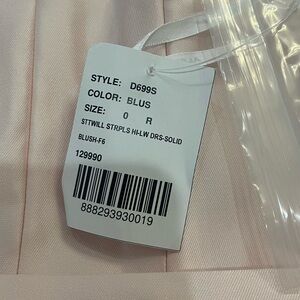 STYLE: D699S
COLOR: BLUS
SIZE: 0 R
STTWILL STRPLS HI-LW DRS-SOLID
BLUSH-F6
129990
888293930019